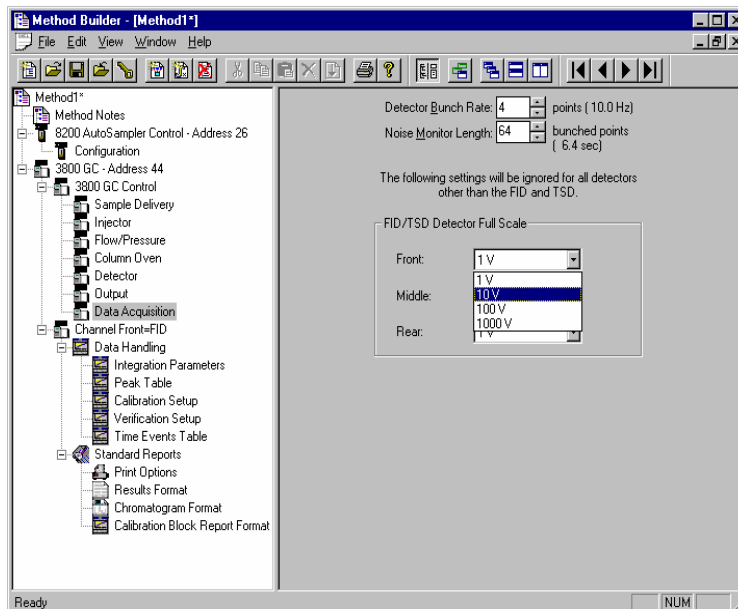 Method Builder - [Method1*]
File Edit View Window Help
Method1*
Method Notes
8200 AutoSampler Control - Address 26
Configuration
3800 GC - Address 44
3800 GC Control
Sample Delivery
Injector
Flow/Pressure
Column Oven
Detector
Output
Data Acquisition
Channel Front=FID
Data Handling
Integration Parameters
Peak Table
Calibration Setup
Verification Setup
Time Events Table
Standard Reports
Print Options
Results Format
Chromatogram Format
Calibration Block Report Format
Detector Bunch Rate: 4 points ( 10.0 Hz)
Noise Monitor Length: 64 bunched points
( 6.4 sec)
The following settings will be ignored for all detectors
other than the FID and TSD.
FID/TSD Detector Full Scale
Front: 1 V
1 V
Middle: 10 V
100 V
1000 V
Rear: 1 V
Ready NUM